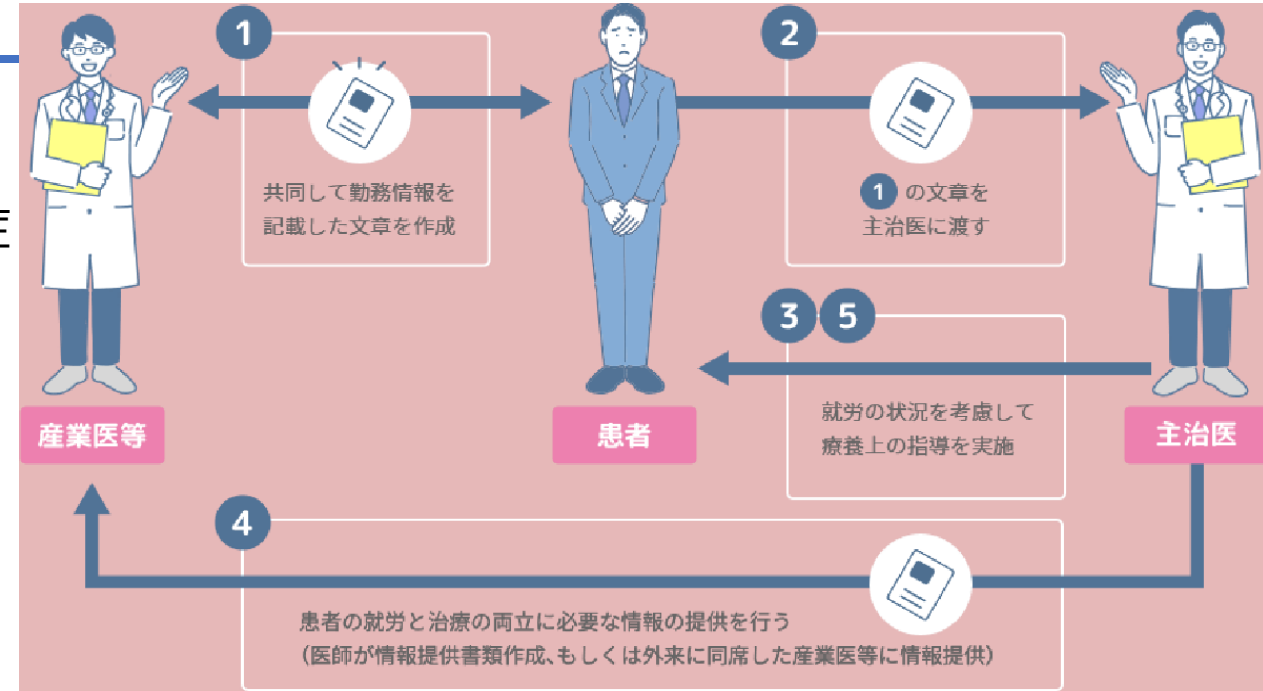 1
共同して勤務情報を
記載した文章を作成
2
1 の文章を
主治医に渡す
3 5
就労の状況を考慮して
療養上の指導を実施
産業医等
患者
主治医
4
患者の就労と治療の両立に必要な情報の提供を行う
(医師が情報提供書類作成、もしくは外来に同席した産業医等に情報提供)